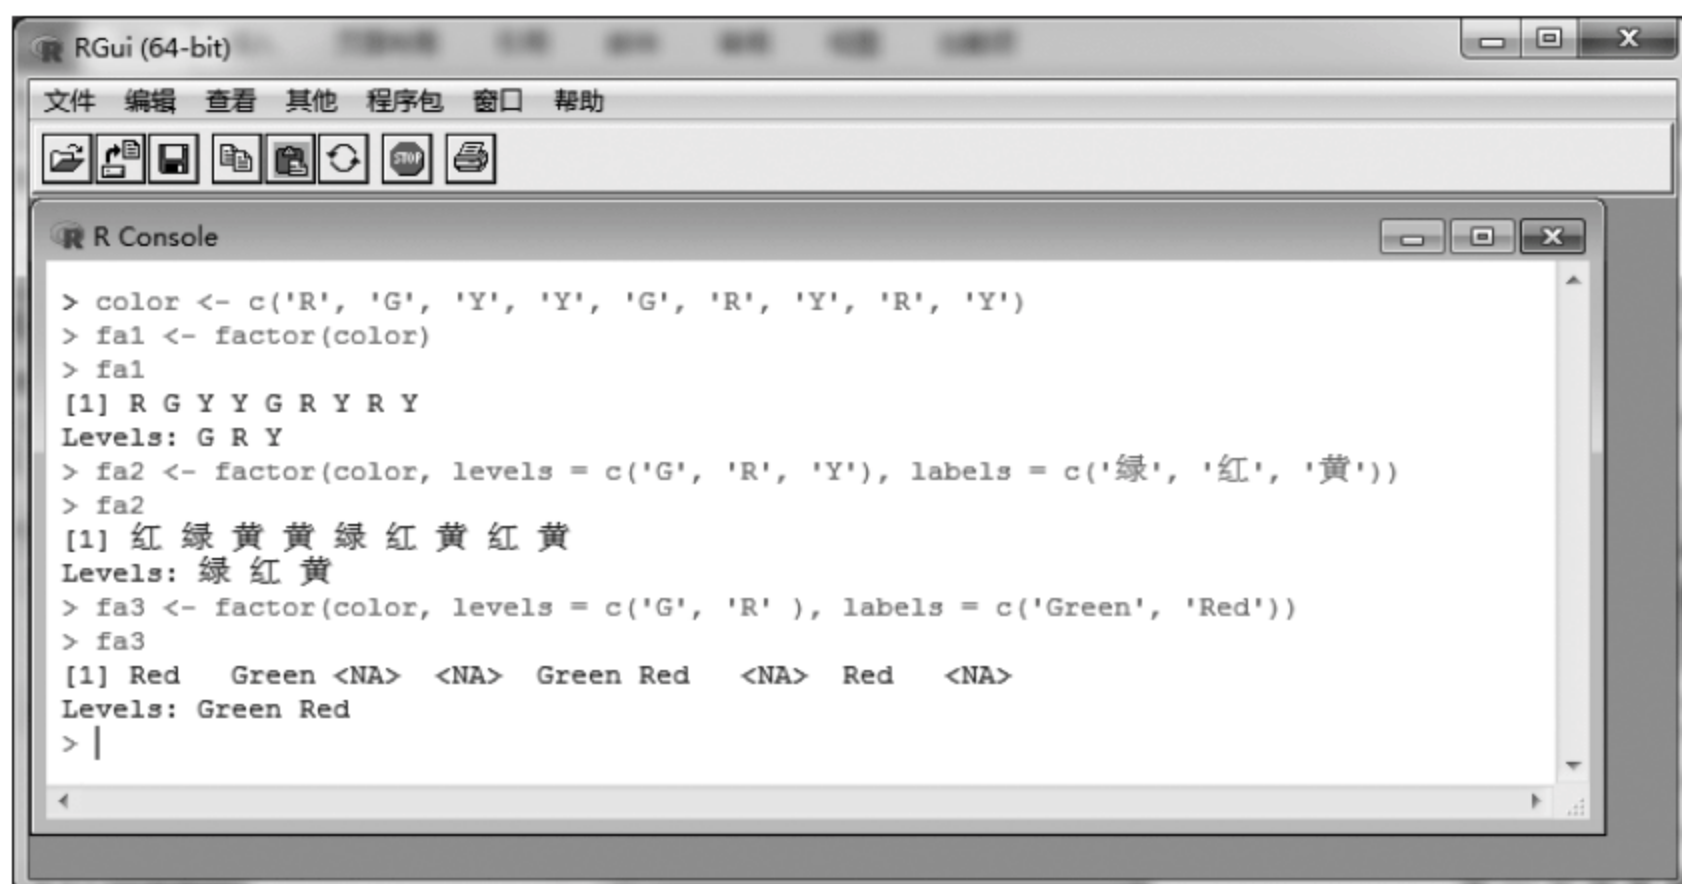 RGui (64-bit)
文件 编辑 查看 其他 程序包 窗口 帮助
STOP
R Console
> color <- c('R', 'G', 'Y', 'Y', 'G', 'R', 'Y', 'R', 'Y')
> fa1 <- factor(color)
> fa1
[1] R G Y Y G R Y R Y
Levels: G R Y
> fa2 <- factor(color, levels = c('G', 'R', 'Y'), labels = c('绿', '红', '黄'))
> fa2
[1] 红 绿 黄 黄 绿 红 黄 红 黄
Levels: 绿 红 黄
> fa3 <- factor(color, levels = c('G', 'R' ), labels = c('Green', 'Red'))
> fa3
[1] Red   Green <NA>  <NA>  Green Red   <NA>  Red   <NA>
Levels: Green Red
>